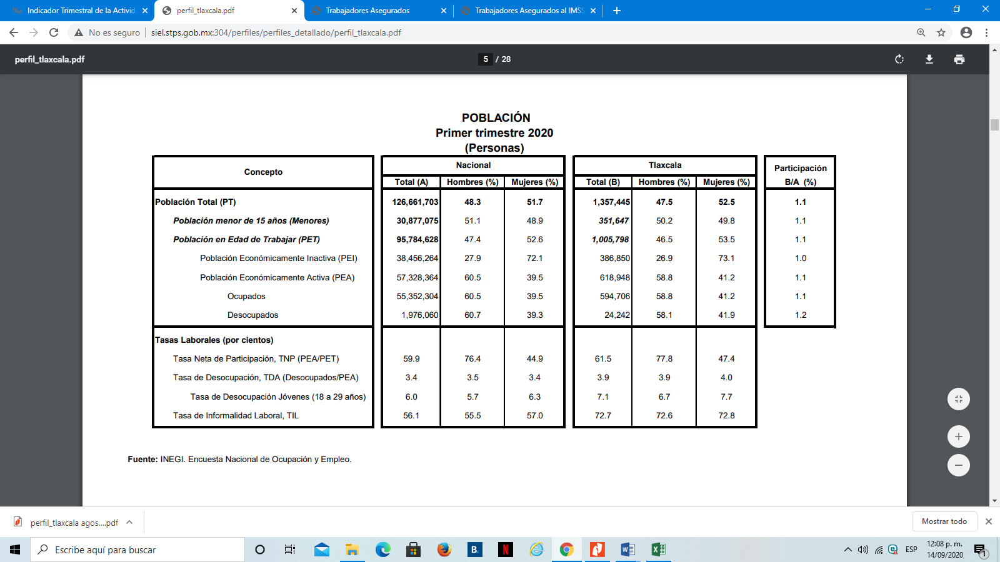 Indicador Trimestral de la Activid
perfil_tlaxcala.pdf
Trabajadores Asegurados
Trabajadores Asegurados al IMSS
No es seguro
siel.stps.gob.mx:304/perfiles/perfiles_detallado/perfil_tlaxcala.pdf
perfil_tlaxcala.pdf
5 / 28
POBLACIÓN
Primer trimestre 2020
(Personas)
Concepto Nacional Tlaxcala Participación B/A (%)
Total (A) Hombres (%) Mujeres (%) Total (B) Hombres (%) Mujeres (%)
Población Total (PT) 126,661,703 48.3 51.7 1,357,445 47.5 52.5 1.1
Población menor de 15 años (Menores) 30,877,075 51.1 48.9 351,647 50.2 49.8 1.1
Población en Edad de Trabajar (PET) 95,784,628 47.4 52.6 1,005,798 46.5 53.5 1.1
Población Económicamente Inactiva (PEI) 38,456,264 27.9 72.1 386,850 26.9 73.1 1.0
Población Económicamente Activa (PEA) 57,328,364 60.5 39.5 618,948 58.8 41.2 1.1
Ocupados 55,352,304 60.5 39.5 594,706 58.8 41.2 1.1
Desocupados 1,976,060 60.7 39.3 24,242 58.1 41.9 1.2
Tasas Laborales (por cientos)
Tasa Neta de Participación, TNP (PEA/PET) 59.9 76.4 44.9 61.5 77.8 47.4
Tasa de Desocupación, TDA (Desocupados/PEA) 3.4 3.5 3.4 3.9 3.9 4.0
Tasa de Desocupación Jóvenes (18 a 29 años) 6.0 5.7 6.3 7.1 6.7 7.7
Tasa de Informalidad Laboral, TIL 56.1 55.5 57.0 72.7 72.6 72.8
Fuente: INEGI. Encuesta Nacional de Ocupación y Empleo.
perfil_tlaxcala agos....pdf
Mostrar todo
Escribe aquí para buscar
B.
N
ESP
12:08 p. m.
14/09/2020
1